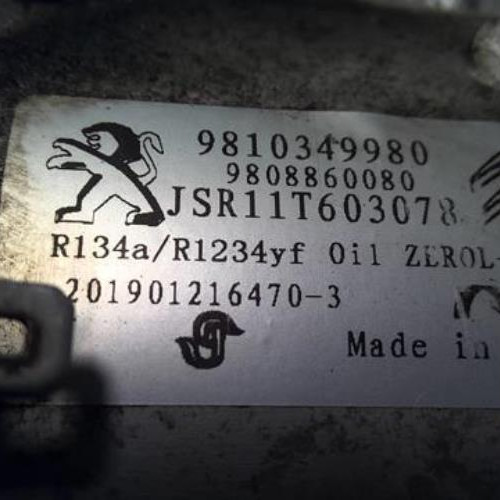 9810349980
9808860080
JSR11T603078
R134a/R1234yf Oil ZEROL-
201901216470-3
Made in